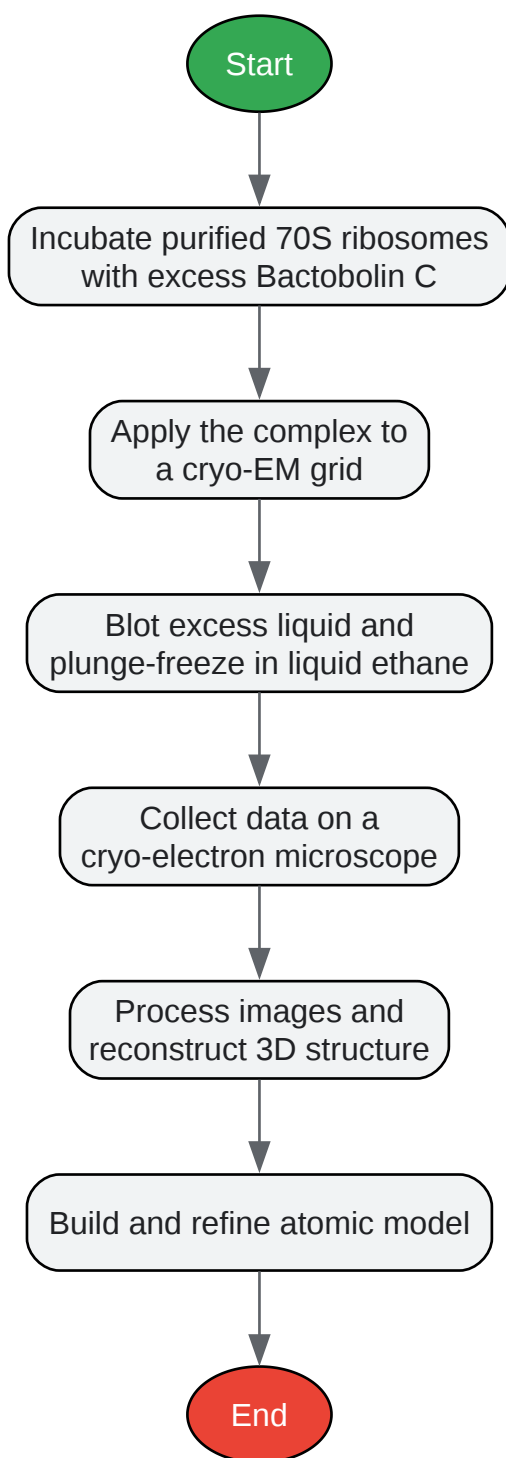 Start
Incubate purified 70S ribosomes
with excess Bactobolin C
Apply the complex to
a cryo-EM grid
Blot excess liquid and
plunge-freeze in liquid ethane
Collect data on a
cryo-electron microscope
Process images and
reconstruct 3D structure
Build and refine atomic model
End